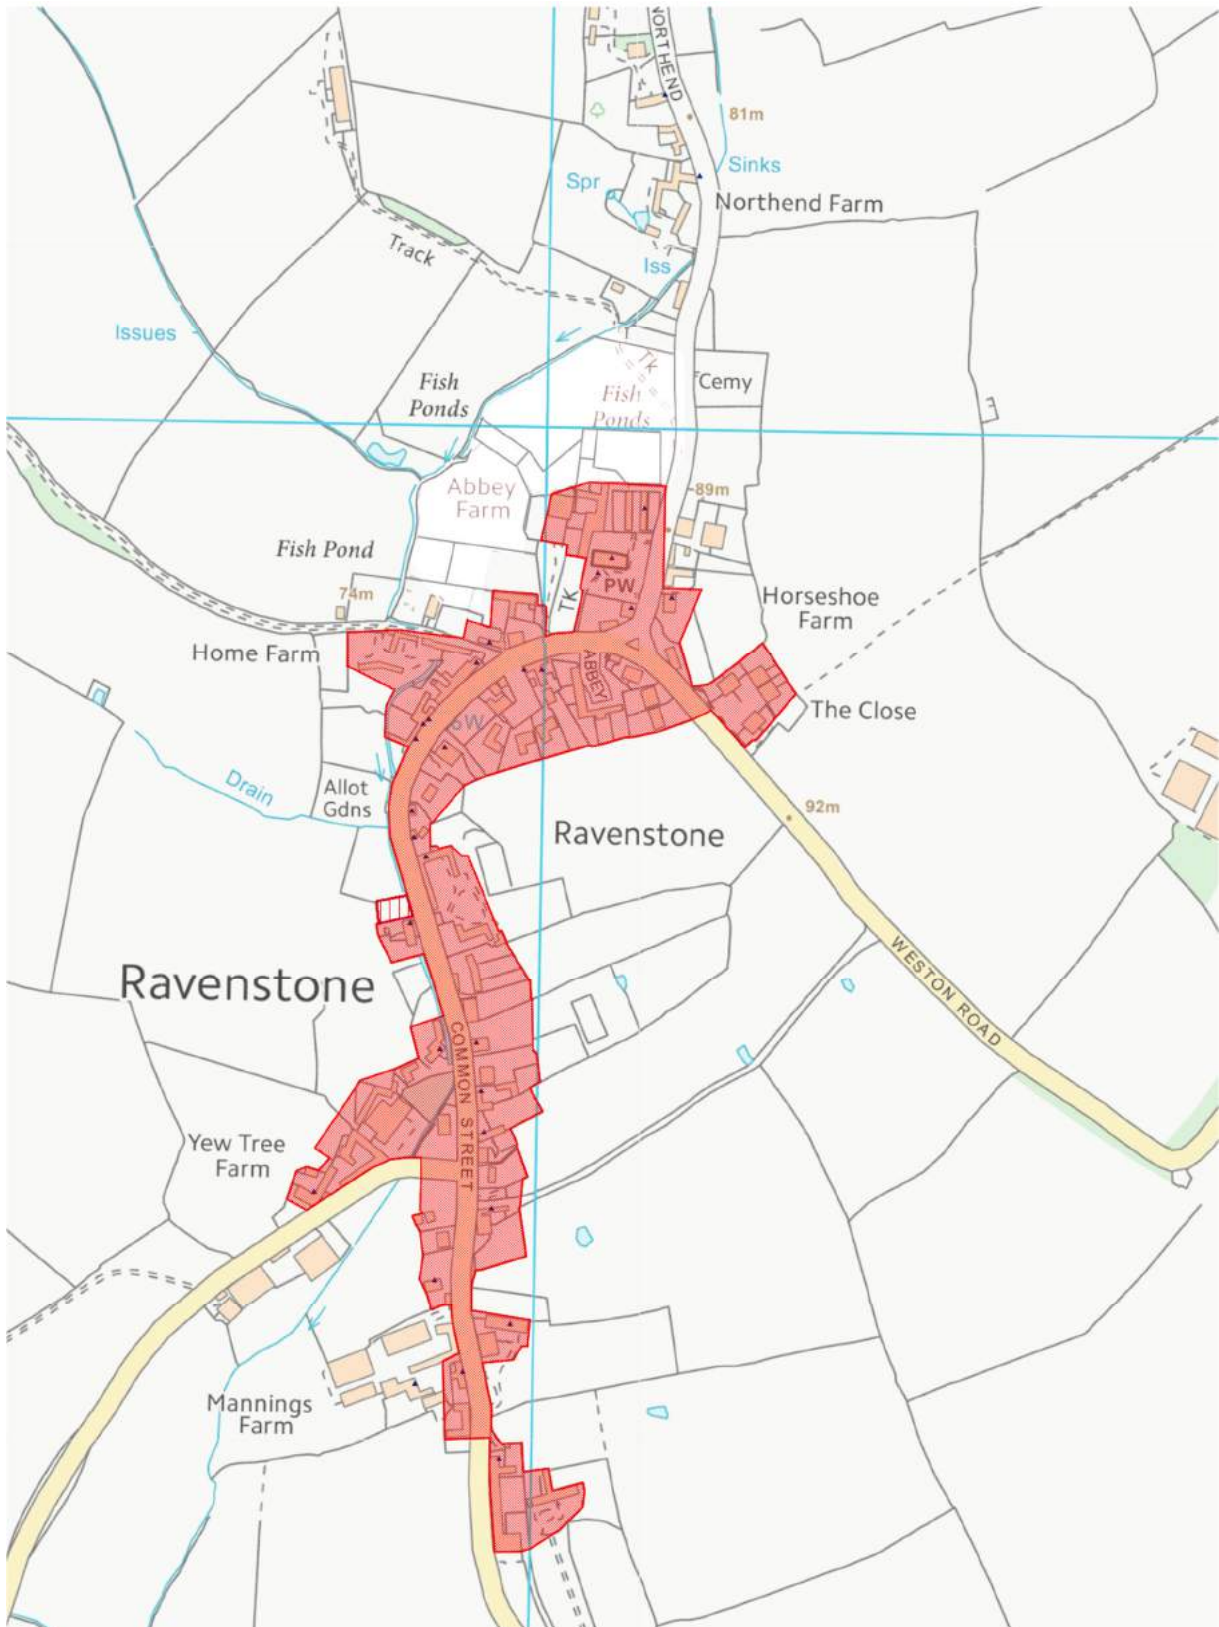 NORTHEND
81m
Sinks
Spr
Northend Farm
Track
Iss
Issues
TK
Cemy
Fish
Ponds
Fish
Ponds
Abbey
Farm
89m
Fish Pond
74m
PW
TK
Horseshoe
Farm
Home Farm
ABBEY
The Close
Drain
Allot
Gdns
92m
Ravenstone
Ravenstone
WESTON ROAD
COMMON STREET
Yew Tree
Farm
Mannings
Farm